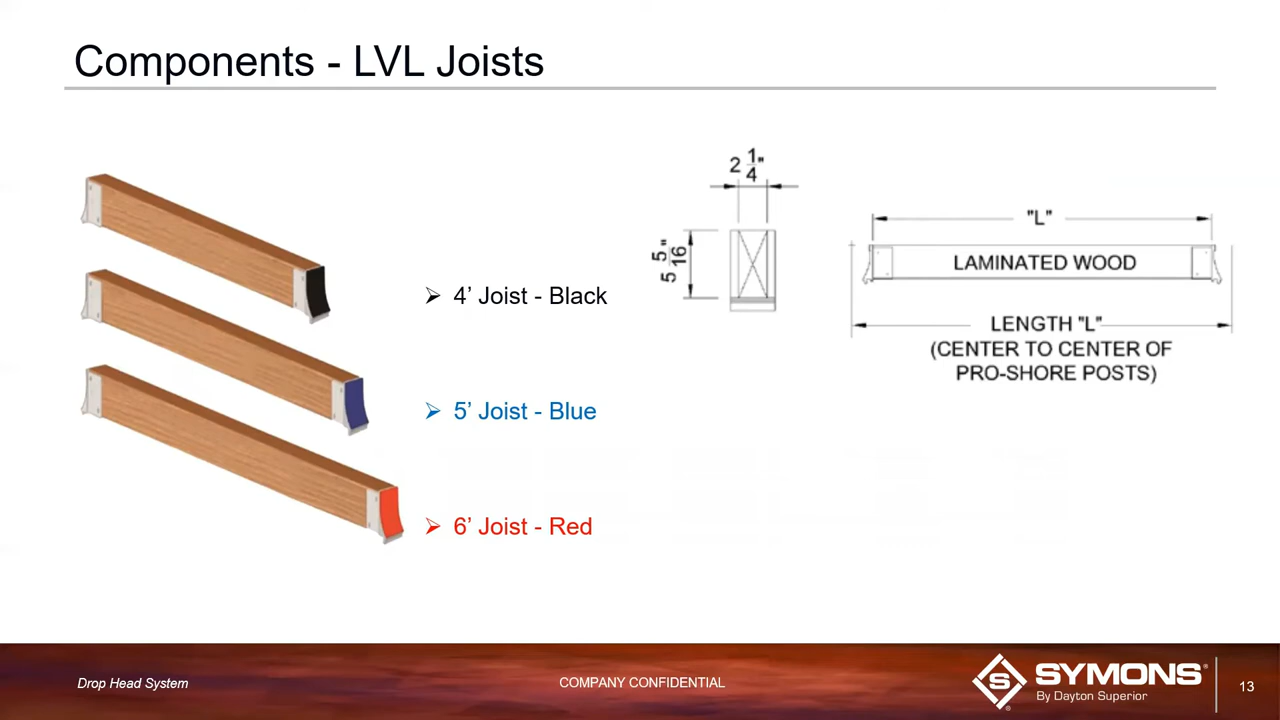 Components - LVL Joists
4’ Joist - Black
5’ Joist - Blue
6’ Joist - Red
2 1/4"
5 5/16"
"L"
LAMINATED WOOD
LENGTH "L"
(CENTER TO CENTER OF
PRO-SHORE POSTS)
Drop Head System
COMPANY CONFIDENTIAL
S
SYMONS®
By Dayton Superior
13